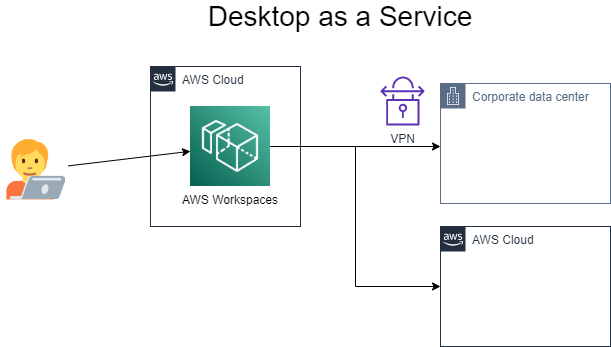 Desktop as a Service
aws AWS Cloud
AWS Workspaces
VPN
Corporate data center
aws AWS Cloud